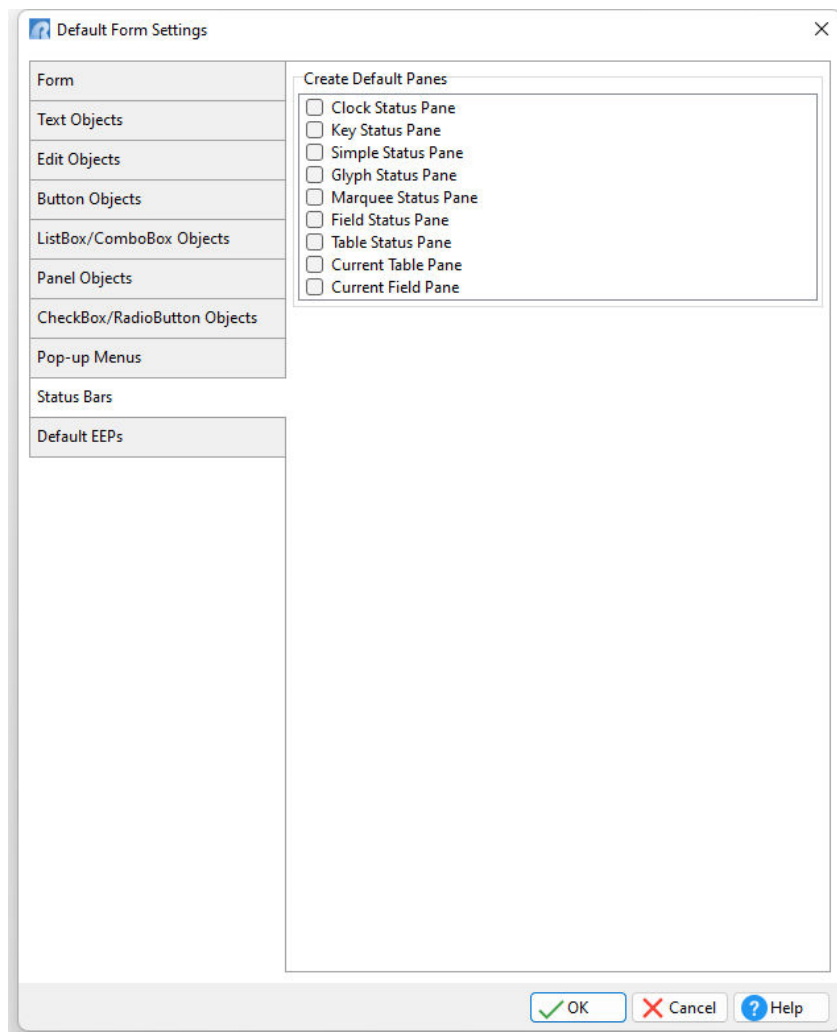 Default Form Settings
Form
Text Objects
Edit Objects
Button Objects
ListBox/ComboBox Objects
Panel Objects
CheckBox/RadioButton Objects
Pop-up Menus
Status Bars
Default EEPs
Create Default Panes
Clock Status Pane
Key Status Pane
Simple Status Pane
Glyph Status Pane
Marquee Status Pane
Field Status Pane
Table Status Pane
Current Table Pane
Current Field Pane
OK
Cancel
? Help